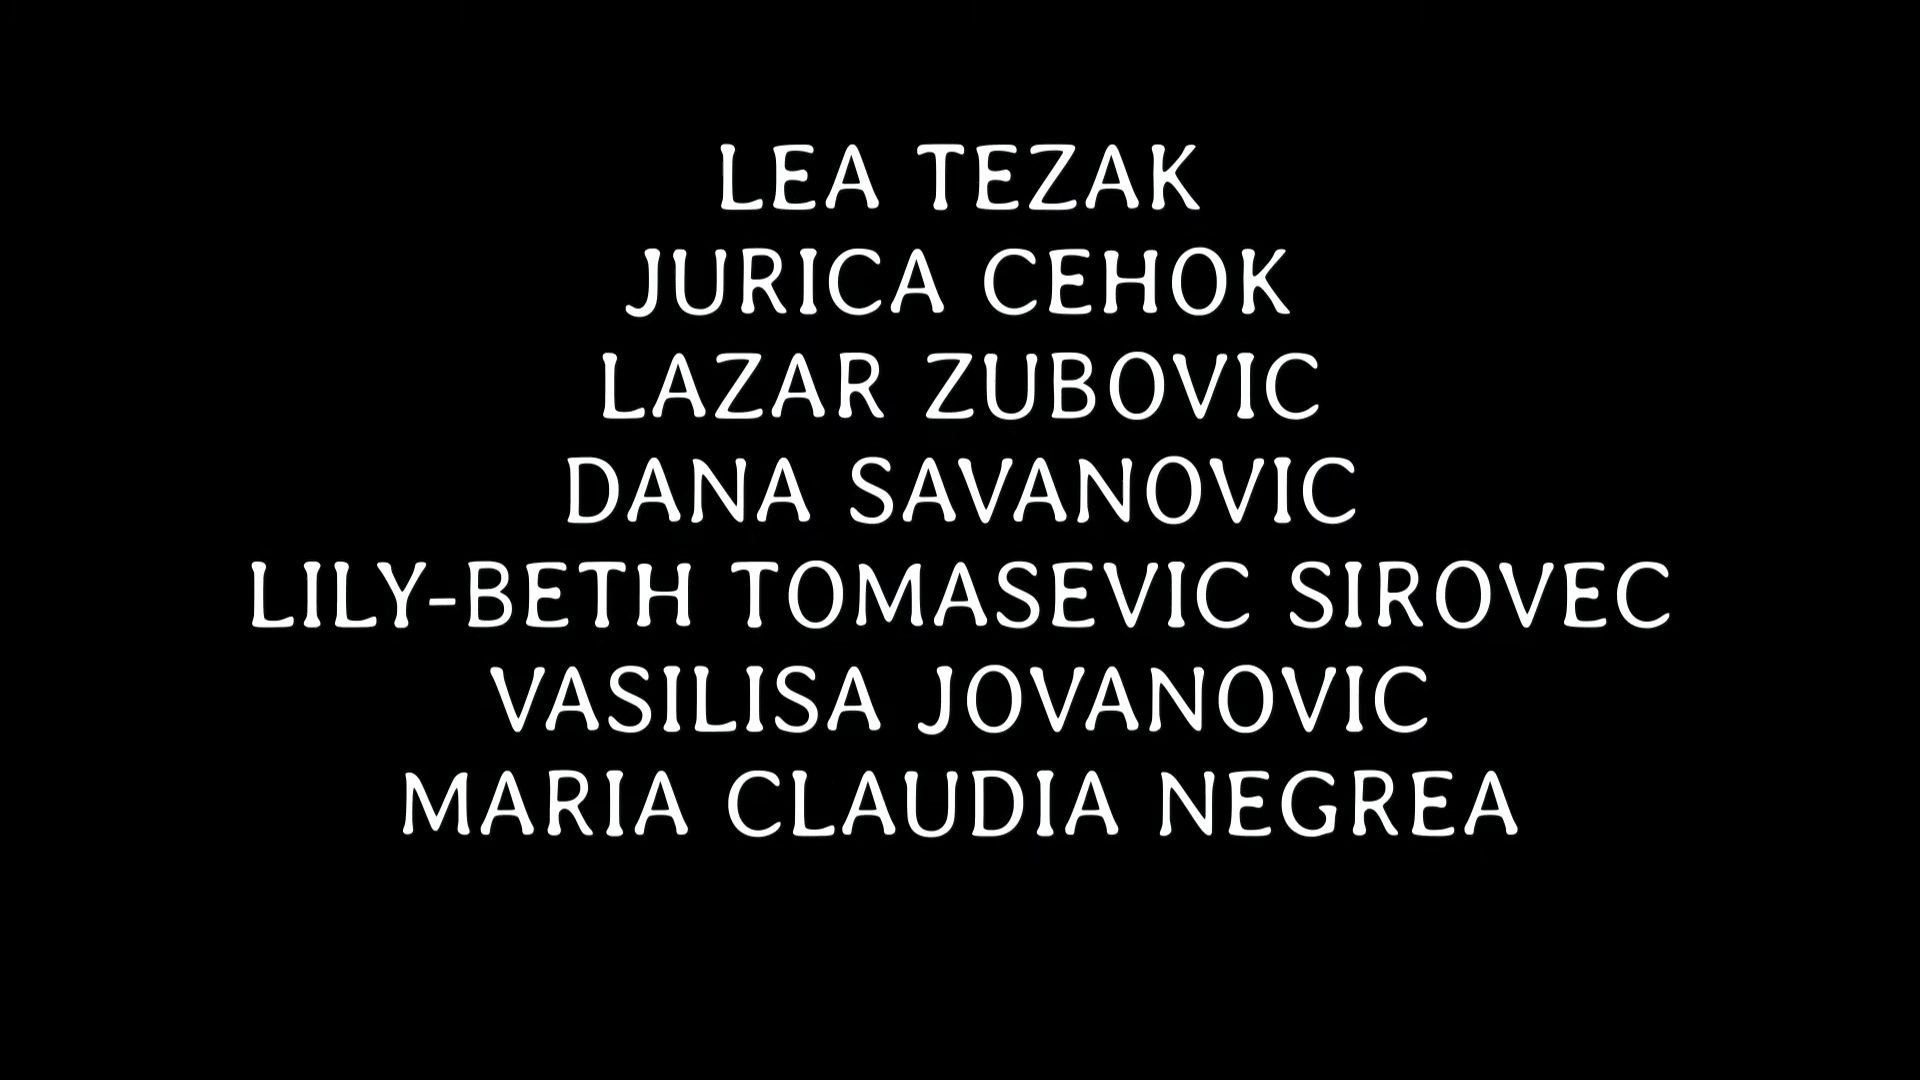 LEA TEZAK
JURICA CEHOK
LAZAR ZUBOVIC
DANA SAVANOVIC
LILY-BETH TOMASEVIC SIROVEC
VASILISA JOVANOVIC
MARIA CLAUDIA NEGREA